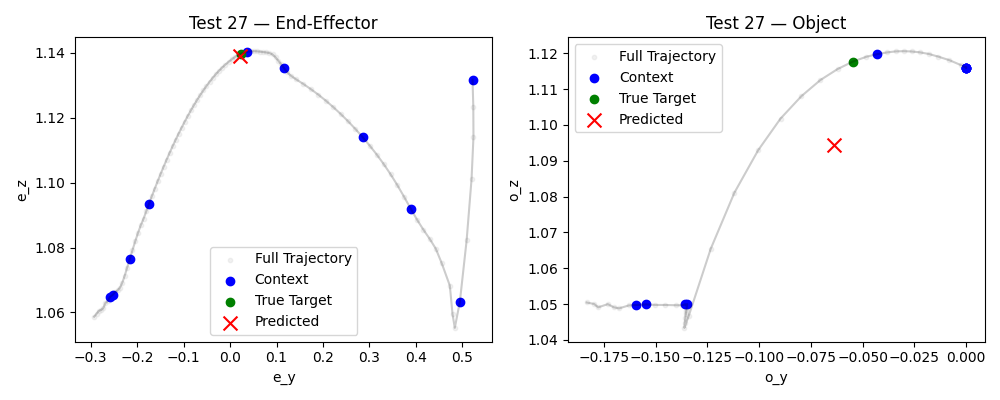 Test 27 — End-Effector
1.14
1.12
1.10
1.08
1.06
e_z
−0.3
−0.2
−0.1
0.0
0.1
0.2
0.3
0.4
0.5
e_y
Full Trajectory
Context
True Target
Predicted
Test 27 — Object
1.12
1.11
1.10
1.09
1.08
1.07
1.06
1.05
1.04
o_z
−0.175
−0.150
−0.125
−0.100
−0.075
−0.050
−0.025
0.000
o_y
Full Trajectory
Context
True Target
Predicted